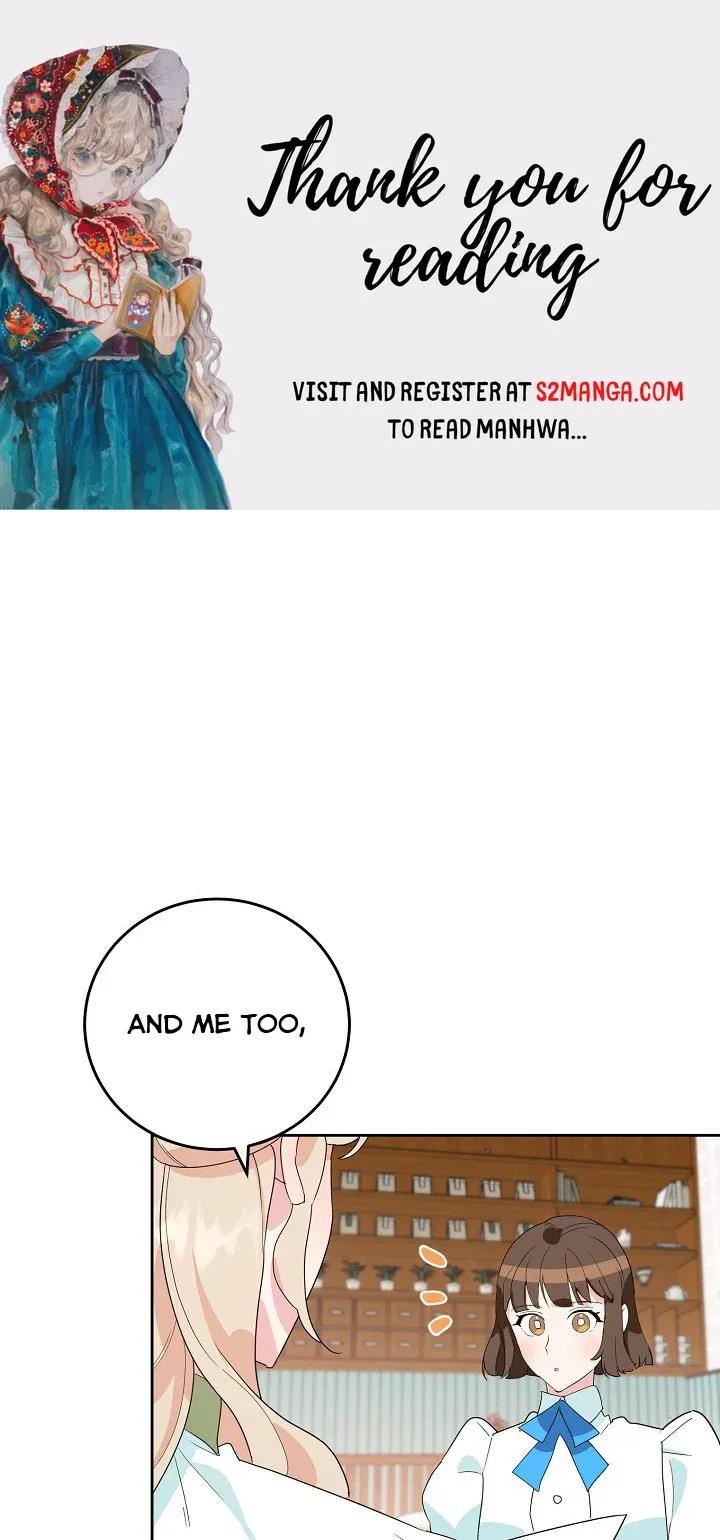 Thank you for
reading
VISIT AND REGISTER AT S2MANGA.COM
TO READ MANHWA...
AND ME TOO,